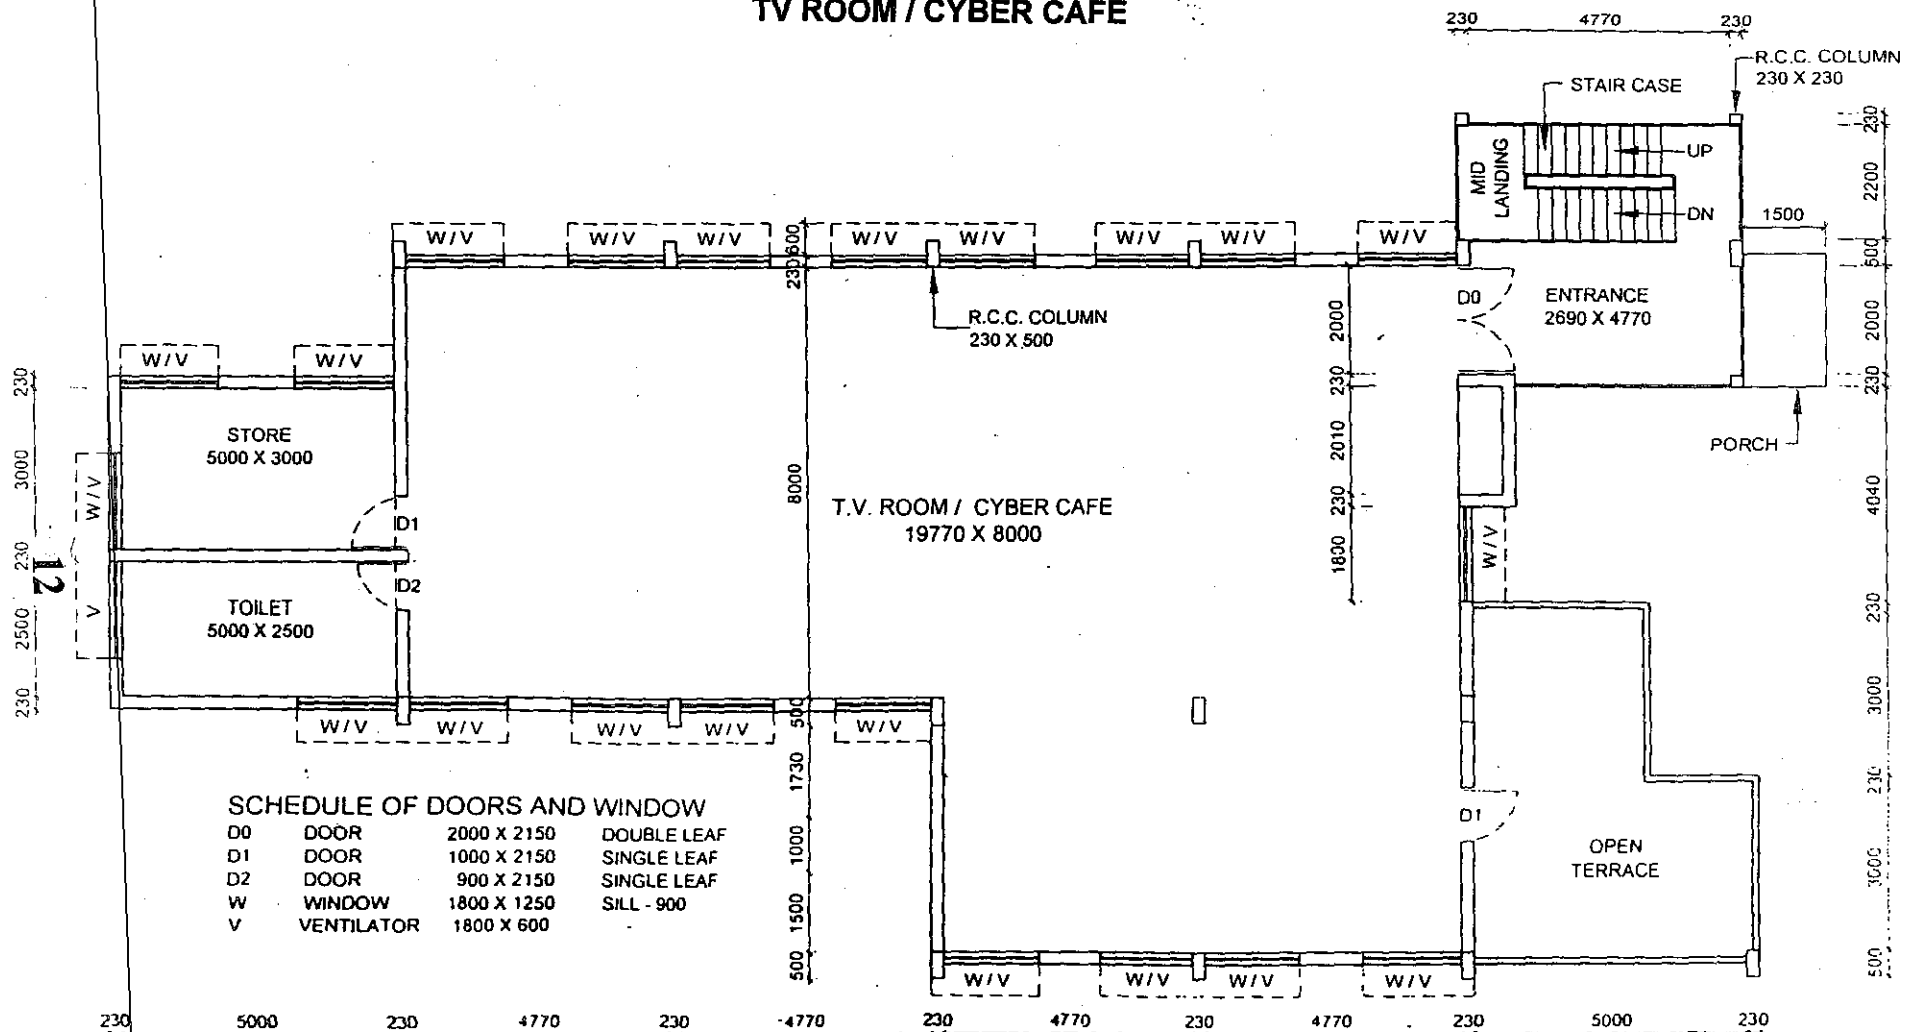 TV ROOM / CYBER CAFE
230 4770 230
R.C.C. COLUMN
230 X 230
STAIR CASE
UP
MID
LANDING
DN
1500
230
2200
500
2000
230
4040
230
3000
230
3000
500
W/V W/V W/V W/V W/V W/V W/V W/V
600
230
8000
500
1730
1000
1500
500
D0
ENTRANCE
2690 X 4770
R.C.C. COLUMN
230 X 500
2000
230
2010
230
1800
PORCH
W/V W/V
230
3000
230
2500
230
12
STORE
5000 X 3000
W/V
D1
T.V. ROOM / CYBER CAFE
19770 X 8000
W/V
D2
V
TOILET
5000 X 2500
W/V W/V W/V W/V W/V
D1
OPEN
TERRACE
SCHEDULE OF DOORS AND WINDOW
D0 DOOR 2000 X 2150 DOUBLE LEAF
D1 DOOR 1000 X 2150 SINGLE LEAF
D2 DOOR 900 X 2150 SINGLE LEAF
W WINDOW 1800 X 1250 SILL - 900
V VENTILATOR 1800 X 600 -
W/V W/V W/V W/V
230 5000 230 4770 230 4770 230 4770 230 4770 230 5000 230